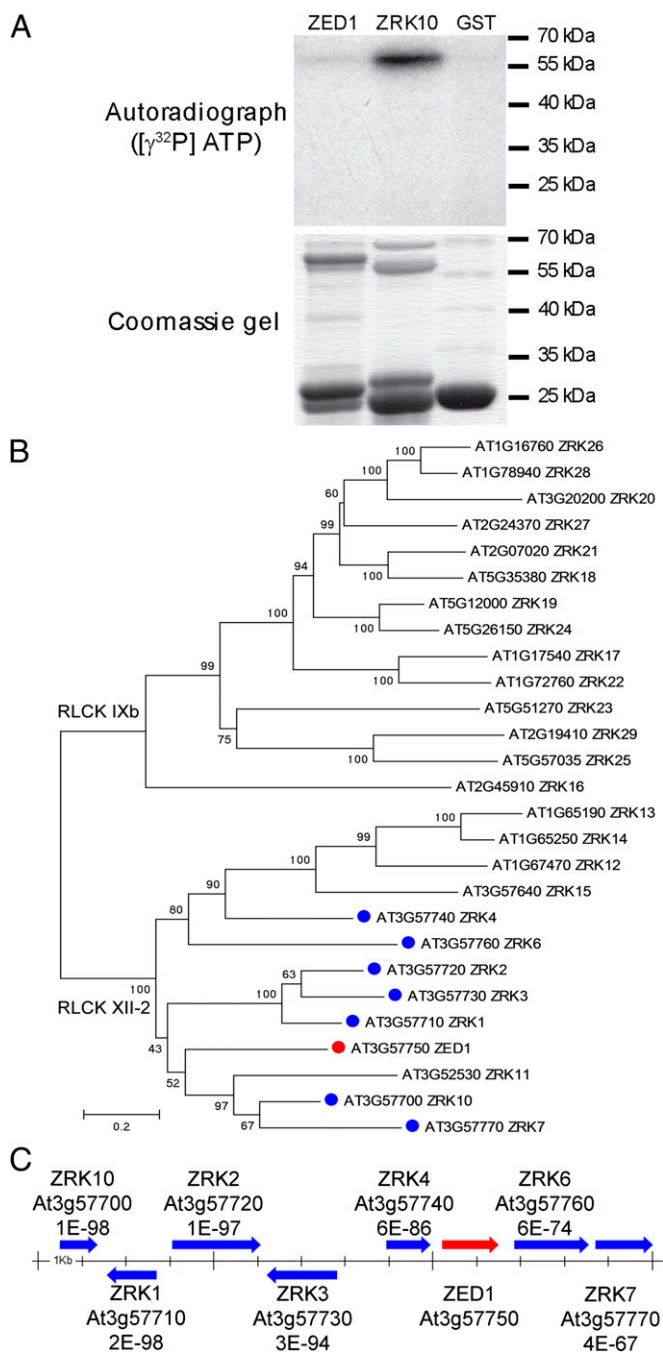 A
ZED1 ZRK10 GST
Autoradiograph
([γ³²P] ATP)
70 kDa
55 kDa
40 kDa
35 kDa
25 kDa
Coomassie gel
70 kDa
55 kDa
40 kDa
35 kDa
25 kDa
B
AT1G16760 ZRK26
100
AT1G78940 ZRK28
100
AT3G20200 ZRK20
60
AT2G24370 ZRK27
99
AT2G07020 ZRK21
100
AT5G35380 ZRK18
94
AT5G12000 ZRK19
100
AT5G26150 ZRK24
100
AT1G17540 ZRK17
100
AT1G72760 ZRK22
99
AT5G51270 ZRK23
RLCK IXb
75
AT2G19410 ZRK29
100
AT5G57035 ZRK25
AT2G45910 ZRK16
AT1G65190 ZRK13
100
AT1G65250 ZRK14
99
AT1G67470 ZRK12
100
AT3G57640 ZRK15
90
AT3G57740 ZRK4
80
AT3G57760 ZRK6
AT3G57720 ZRK2
63
AT3G57730 ZRK3
100
AT3G57710 ZRK1
100
RLCK XII-2
43
AT3G57750 ZED1
52
AT3G52530 ZRK11
97
AT3G57700 ZRK10
67
AT3G57770 ZRK7
0.2
C
ZRK10 ZRK2 ZRK4 ZRK6
At3g57700 At3g57720 At3g57740 At3g57760
1E-98 1E-97 6E-86 6E-74
1Kb
ZRK1 ZRK3 ZED1 ZRK7
At3g57710 At3g57730 At3g57750 At3g57770
2E-98 3E-94 4E-67